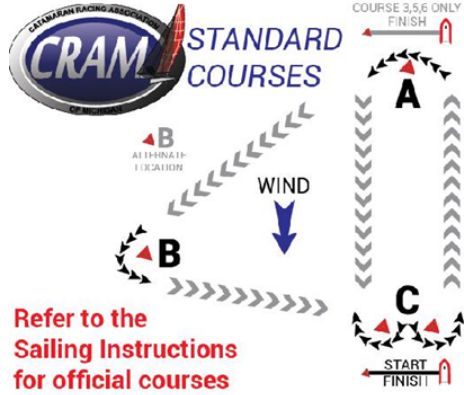 CATAMARAN RACING ASSOCIATION
CRAM
OF MICHIGAN
STANDARD
COURSES
COURSE 3,5,6 ONLY
FINISH
A
B
ALTERNATE
LOCATION
WIND
B
C
Refer to the
Sailing Instructions
for official courses
START
FINISH